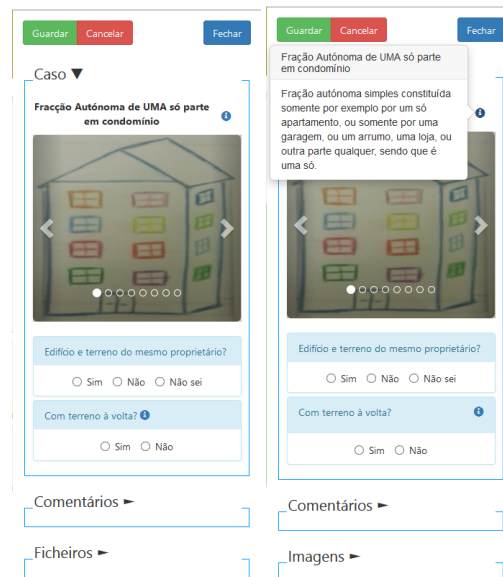 Guardar Cancelar Fechar
Caso ▼
Fracção Autónoma de UMA só parte
em condomínio
Edifício e terreno do mesmo proprietário?
Sim Não Não sei
Com terreno à volta?
Sim Não
Comentários ►
Ficheiros ►
Guardar Cancelar Fechar
Fração Autónoma de UMA só parte
em condomínio
Fração autónoma simples constituída
somente por exemplo por um só
apartamento, ou somente por uma
garagem, ou um arrumo, uma loja, ou
outra parte qualquer, sendo que é
uma só.
Edifício e terreno do mesmo proprietário?
Sim Não Não sei
Com terreno à volta?
Sim Não
Comentários ►
Imagens ►